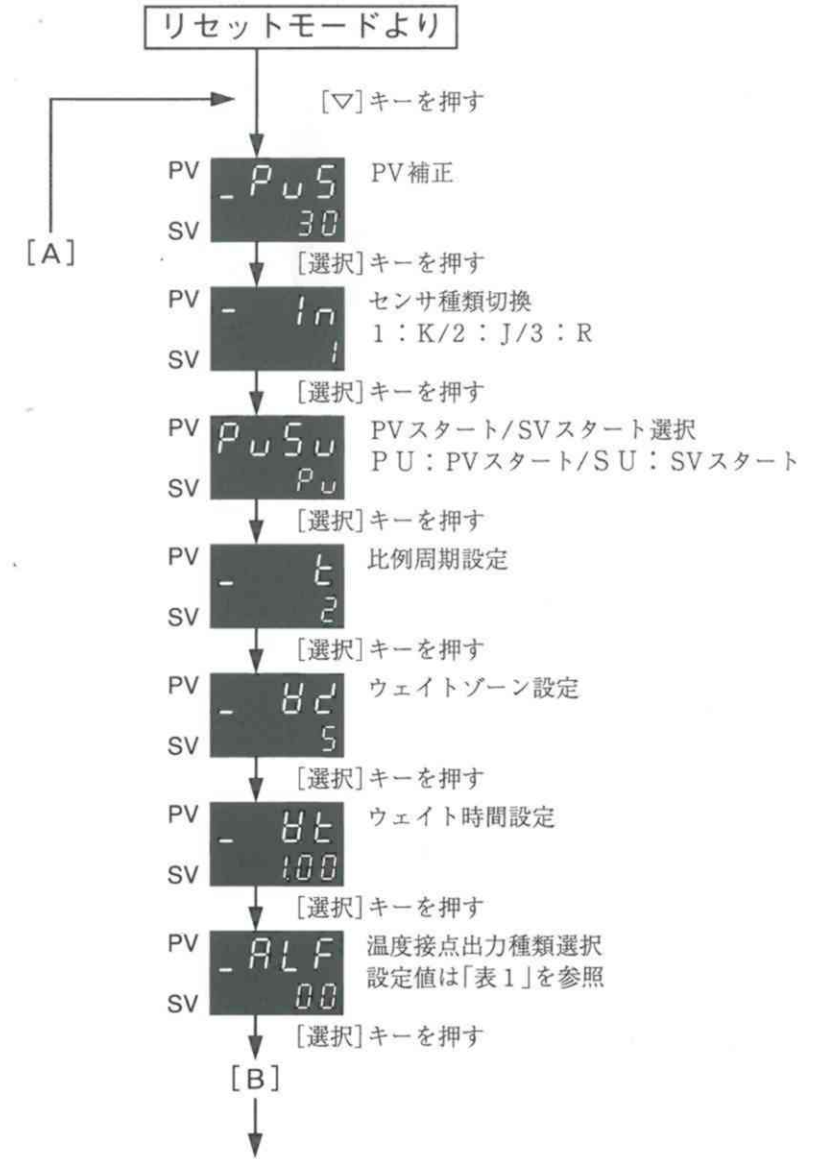 リセットモードより
[▽]キーを押す
PV _PuS PV補正
SV 30
[A]
[選択]キーを押す
PV - In センサ種類切換
1：K/2：J/3：R
SV 1
[選択]キーを押す
PV PuSu PVスタート/SVスタート選択
PU：PVスタート/SU：SVスタート
SV Pu
[選択]キーを押す
PV _ t 比例周期設定
SV 2
[選択]キーを押す
PV ウェイトゾーン設定
SV 5
[選択]キーを押す
PV ウェイト時間設定
SV 1.00
[選択]キーを押す
PV _ALF 温度接点出力種類選択
設定値は「表1」を参照
SV 00
[選択]キーを押す
[B]